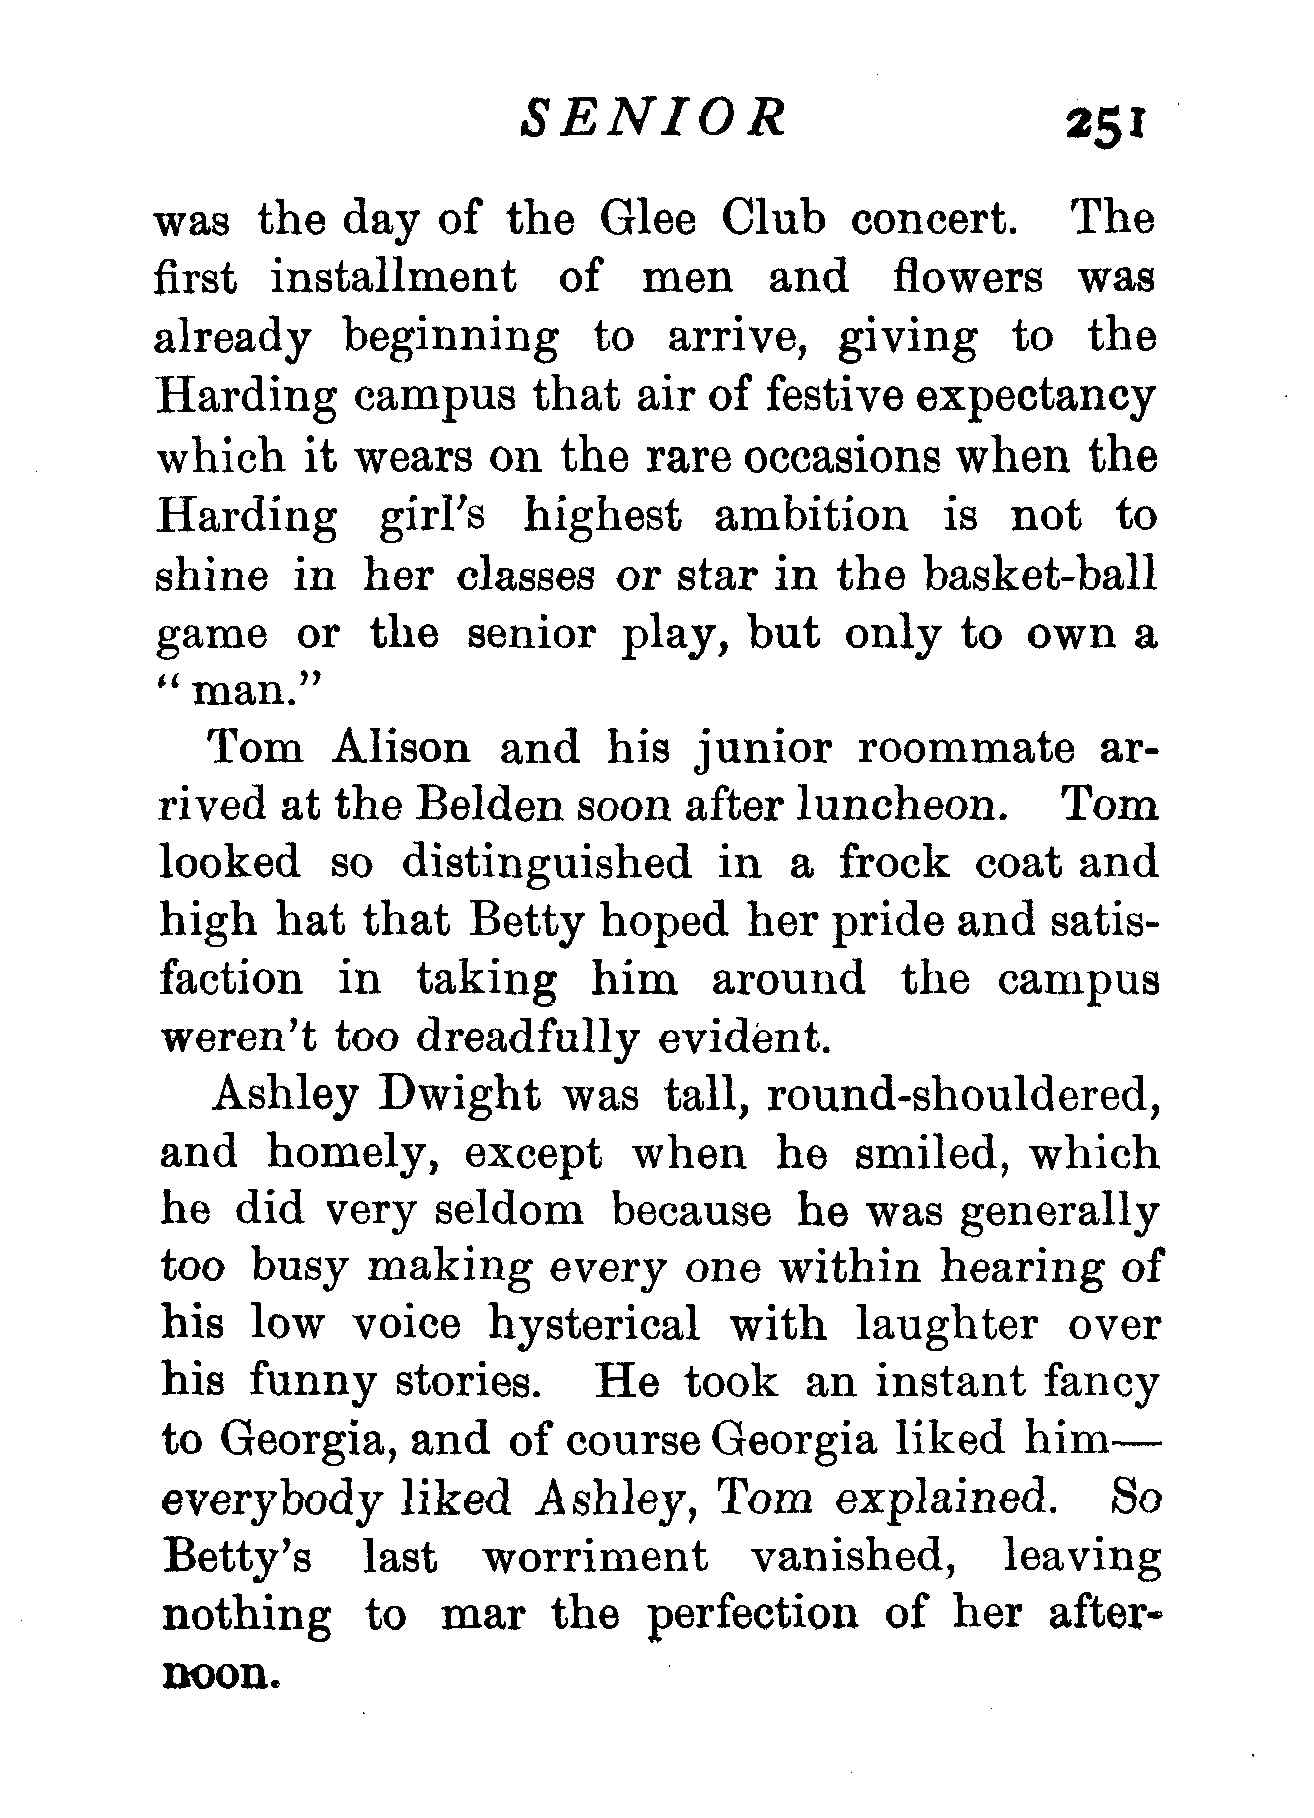 SENIOR 251
was the day of the Glee Club concert. The
first installment of men and flowers was
already beginning to arrive, giving to the
Harding campus that air of festive expectancy
which it wears on the rare occasions when the
Harding girl's highest ambition is not to
shine in her classes or star in the basket-ball
game or the senior play, but only to own a
“ man.”
Tom Alison and his junior roommate ar-
rived at the Belden soon after luncheon. Tom
looked so distinguished in a frock coat and
high hat that Betty hoped her pride and satis-
faction in taking him around the campus
weren't too dreadfully evident.
Ashley Dwight was tall, round-shouldered,
and homely, except when he smiled, which
he did very seldom because he was generally
too busy making every one within hearing of
his low voice hysterical with laughter over
his funny stories. He took an instant fancy
to Georgia, and of course Georgia liked him—
everybody liked Ashley, Tom explained. So
Betty's last worriment vanished, leaving
nothing to mar the perfection of her after-
noon.